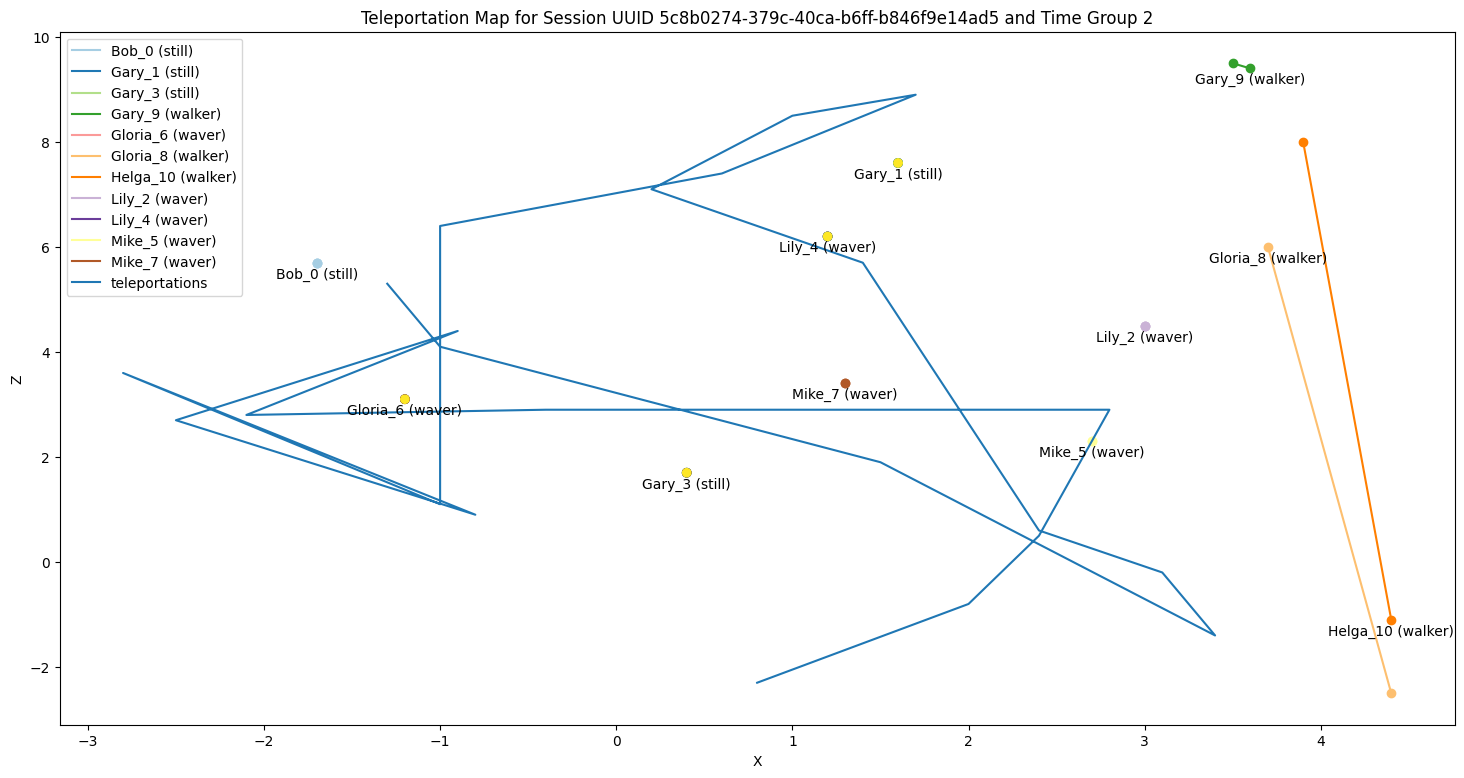 Teleportation Map for Session UUID 5c8b0274-379c-40ca-b6ff-b846f9e14ad5 and Time Group 2
Bob_0 (still)
Gary_1 (still)
Gary_3 (still)
Gary_9 (walker)
Gloria_6 (waver)
Gloria_8 (walker)
Helga_10 (walker)
Lily_2 (waver)
Lily_4 (waver)
Mike_5 (waver)
Mike_7 (waver)
teleportations
Gary_9 (walker)
Gary_1 (still)
Lily_4 (waver)
Gloria_8 (walker)
Bob_0 (still)
Lily_2 (waver)
Mike_7 (waver)
Gloria_6 (waver)
Mike_5 (waver)
Gary_3 (still)
Helga_10 (walker)
10
8
6
4
2
0
−2
Z
−3
−2
−1
0
1
2
3
4
X